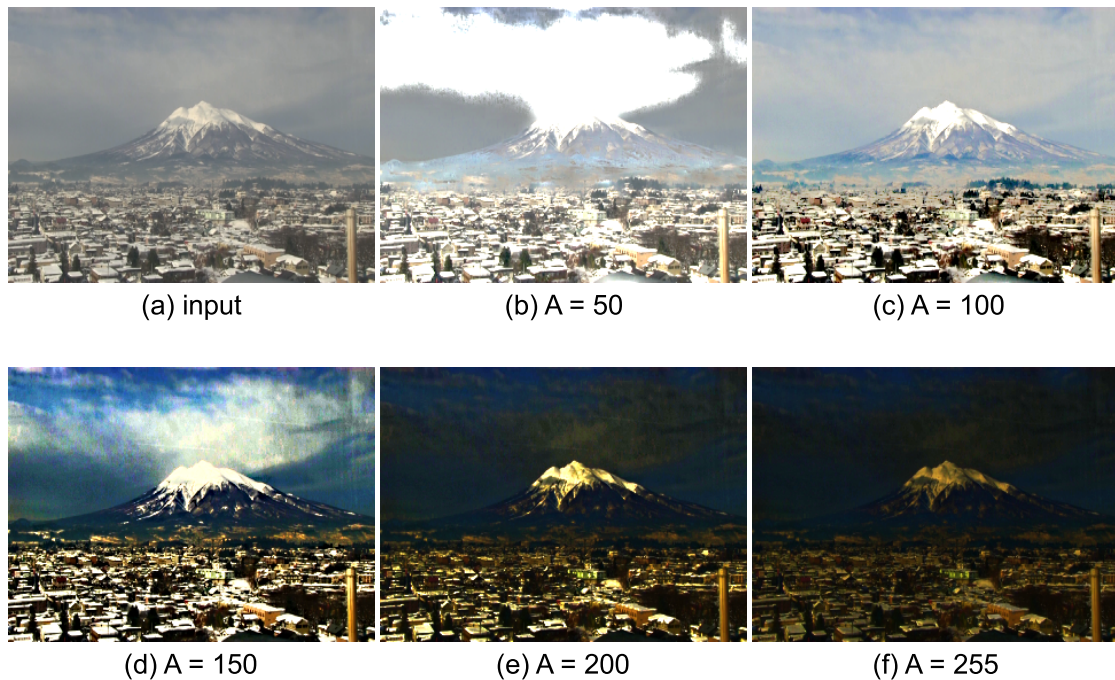 (a) input
(b) A = 50
(c) A = 100
(d) A = 150
(e) A = 200
(f) A = 255